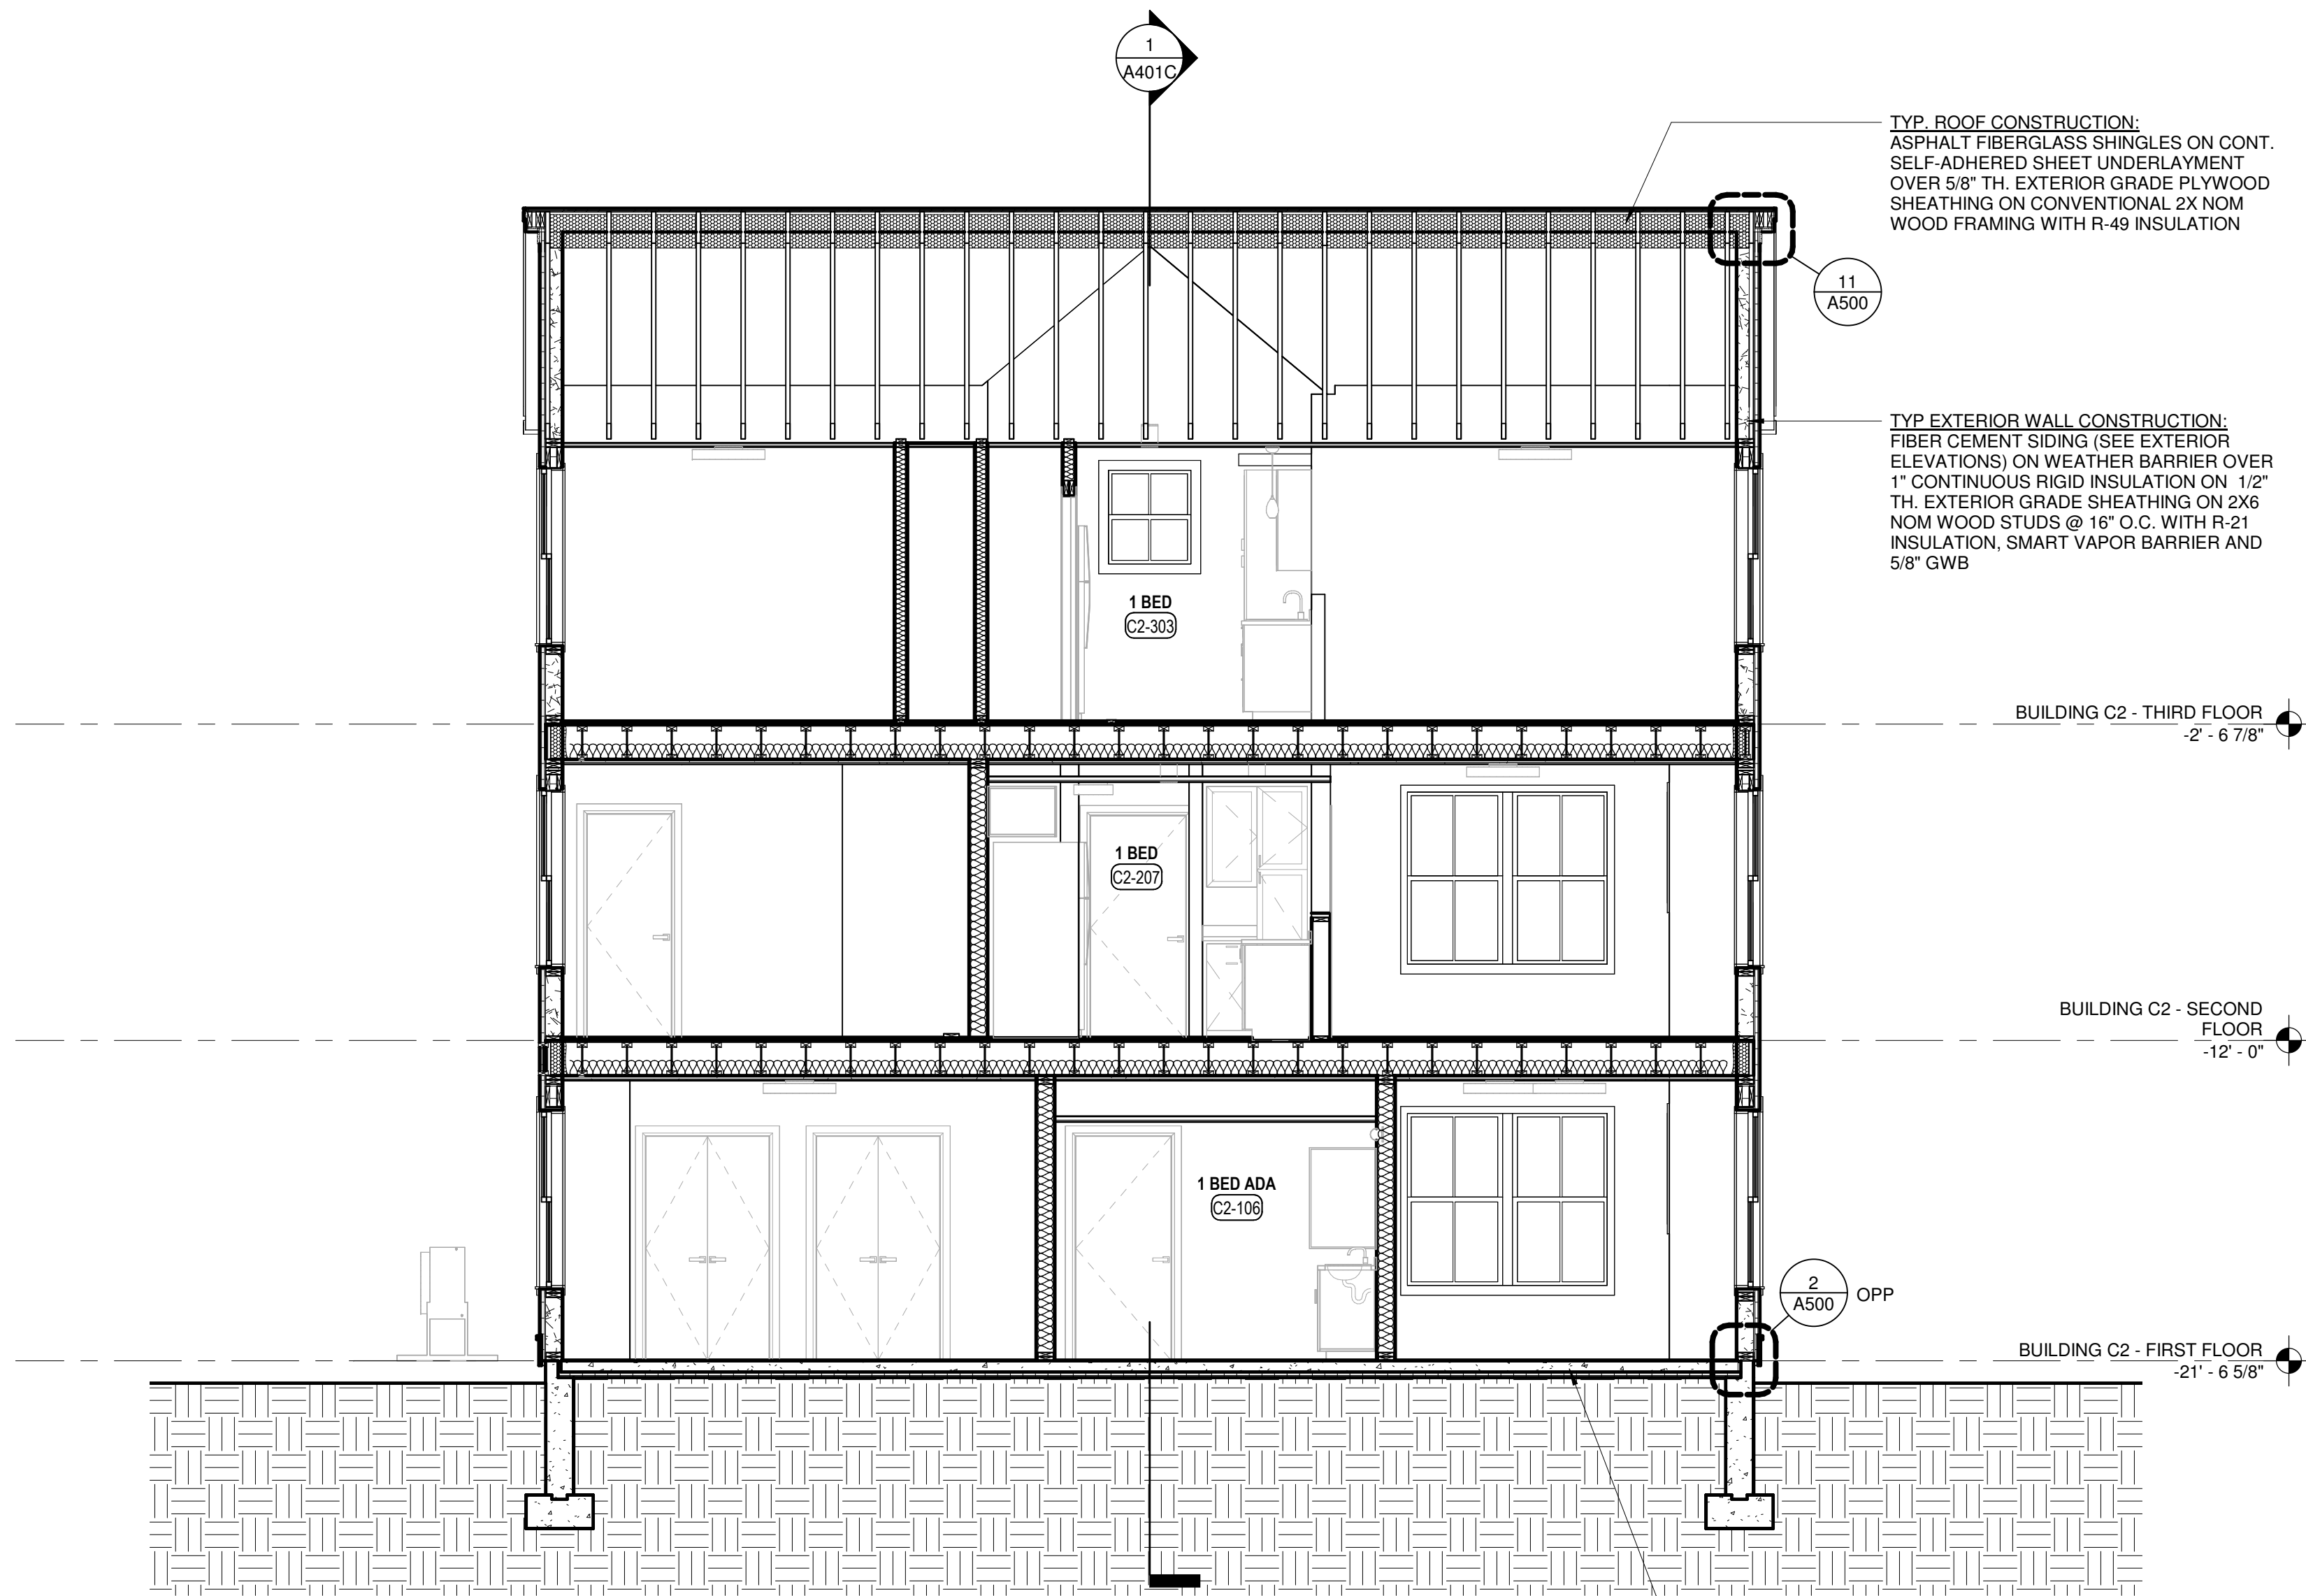 1
A401C
TYP. ROOF CONSTRUCTION:
ASPHALT FIBERGLASS SHINGLES ON CONT.
SELF-ADHERED SHEET UNDERLAYMENT
OVER 5/8" TH. EXTERIOR GRADE PLYWOOD
SHEATHING ON CONVENTIONAL 2X NOM
WOOD FRAMING WITH R-49 INSULATION
11
A500
TYP EXTERIOR WALL CONSTRUCTION:
FIBER CEMENT SIDING (SEE EXTERIOR
ELEVATIONS) ON WEATHER BARRIER OVER
1" CONTINUOUS RIGID INSULATION ON 1/2"
TH. EXTERIOR GRADE SHEATHING ON 2X6
NOM WOOD STUDS @ 16" O.C. WITH R-21
INSULATION, SMART VAPOR BARRIER AND
5/8" GWB
1 BED
C2-303
BUILDING C2 - THIRD FLOOR
-2' - 6 7/8"
1 BED
C2-207
BUILDING C2 - SECOND
FLOOR
-12' - 0"
1 BED ADA
C2-106
2
A500
OPP
BUILDING C2 - FIRST FLOOR
-21' - 6 5/8"